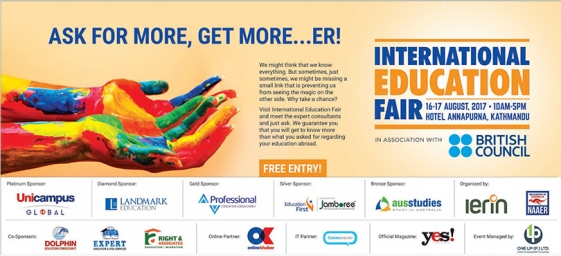 ASK FOR MORE, GET MORE...ER!
We might think that we know
everything. But sometimes, just
sometimes, we might be missing a
small link that is preventing us
from seeing the magic on the
other side. Why take a chance?
Visit International Education Fair
and meet the expert consultants
and just ask. We guarantee you
that you will get to know more
than what you asked for regarding
your education abroad.
FREE ENTRY!
INTERNATIONAL
EDUCATION
FAIR
16-17 AUGUST, 2017 • 10AM-5PM
HOTEL ANNAPURNA, KATHMANDU
IN ASSOCIATION WITH
BRITISH
COUNCIL
Platinum Sponsor:
Unicampus
GLOBAL
Diamond Sponsor:
LANDMARK
EDUCATION
Gold Sponsor:
Professional
Silver Sponsor:
Education
First
Jamboree
Bronze Sponsor:
ausstudies
STUDY IN AUSTRALIA
Organized by:
ierin
NAAER
Co-Sponsors:
DOLPHIN
EXPERT
RIGHT &
ASSOCIATES
Online Partner:
OK
onlinekhabar
IT Partner:
Official Magazine:
yes!
Event Managed by:
UP